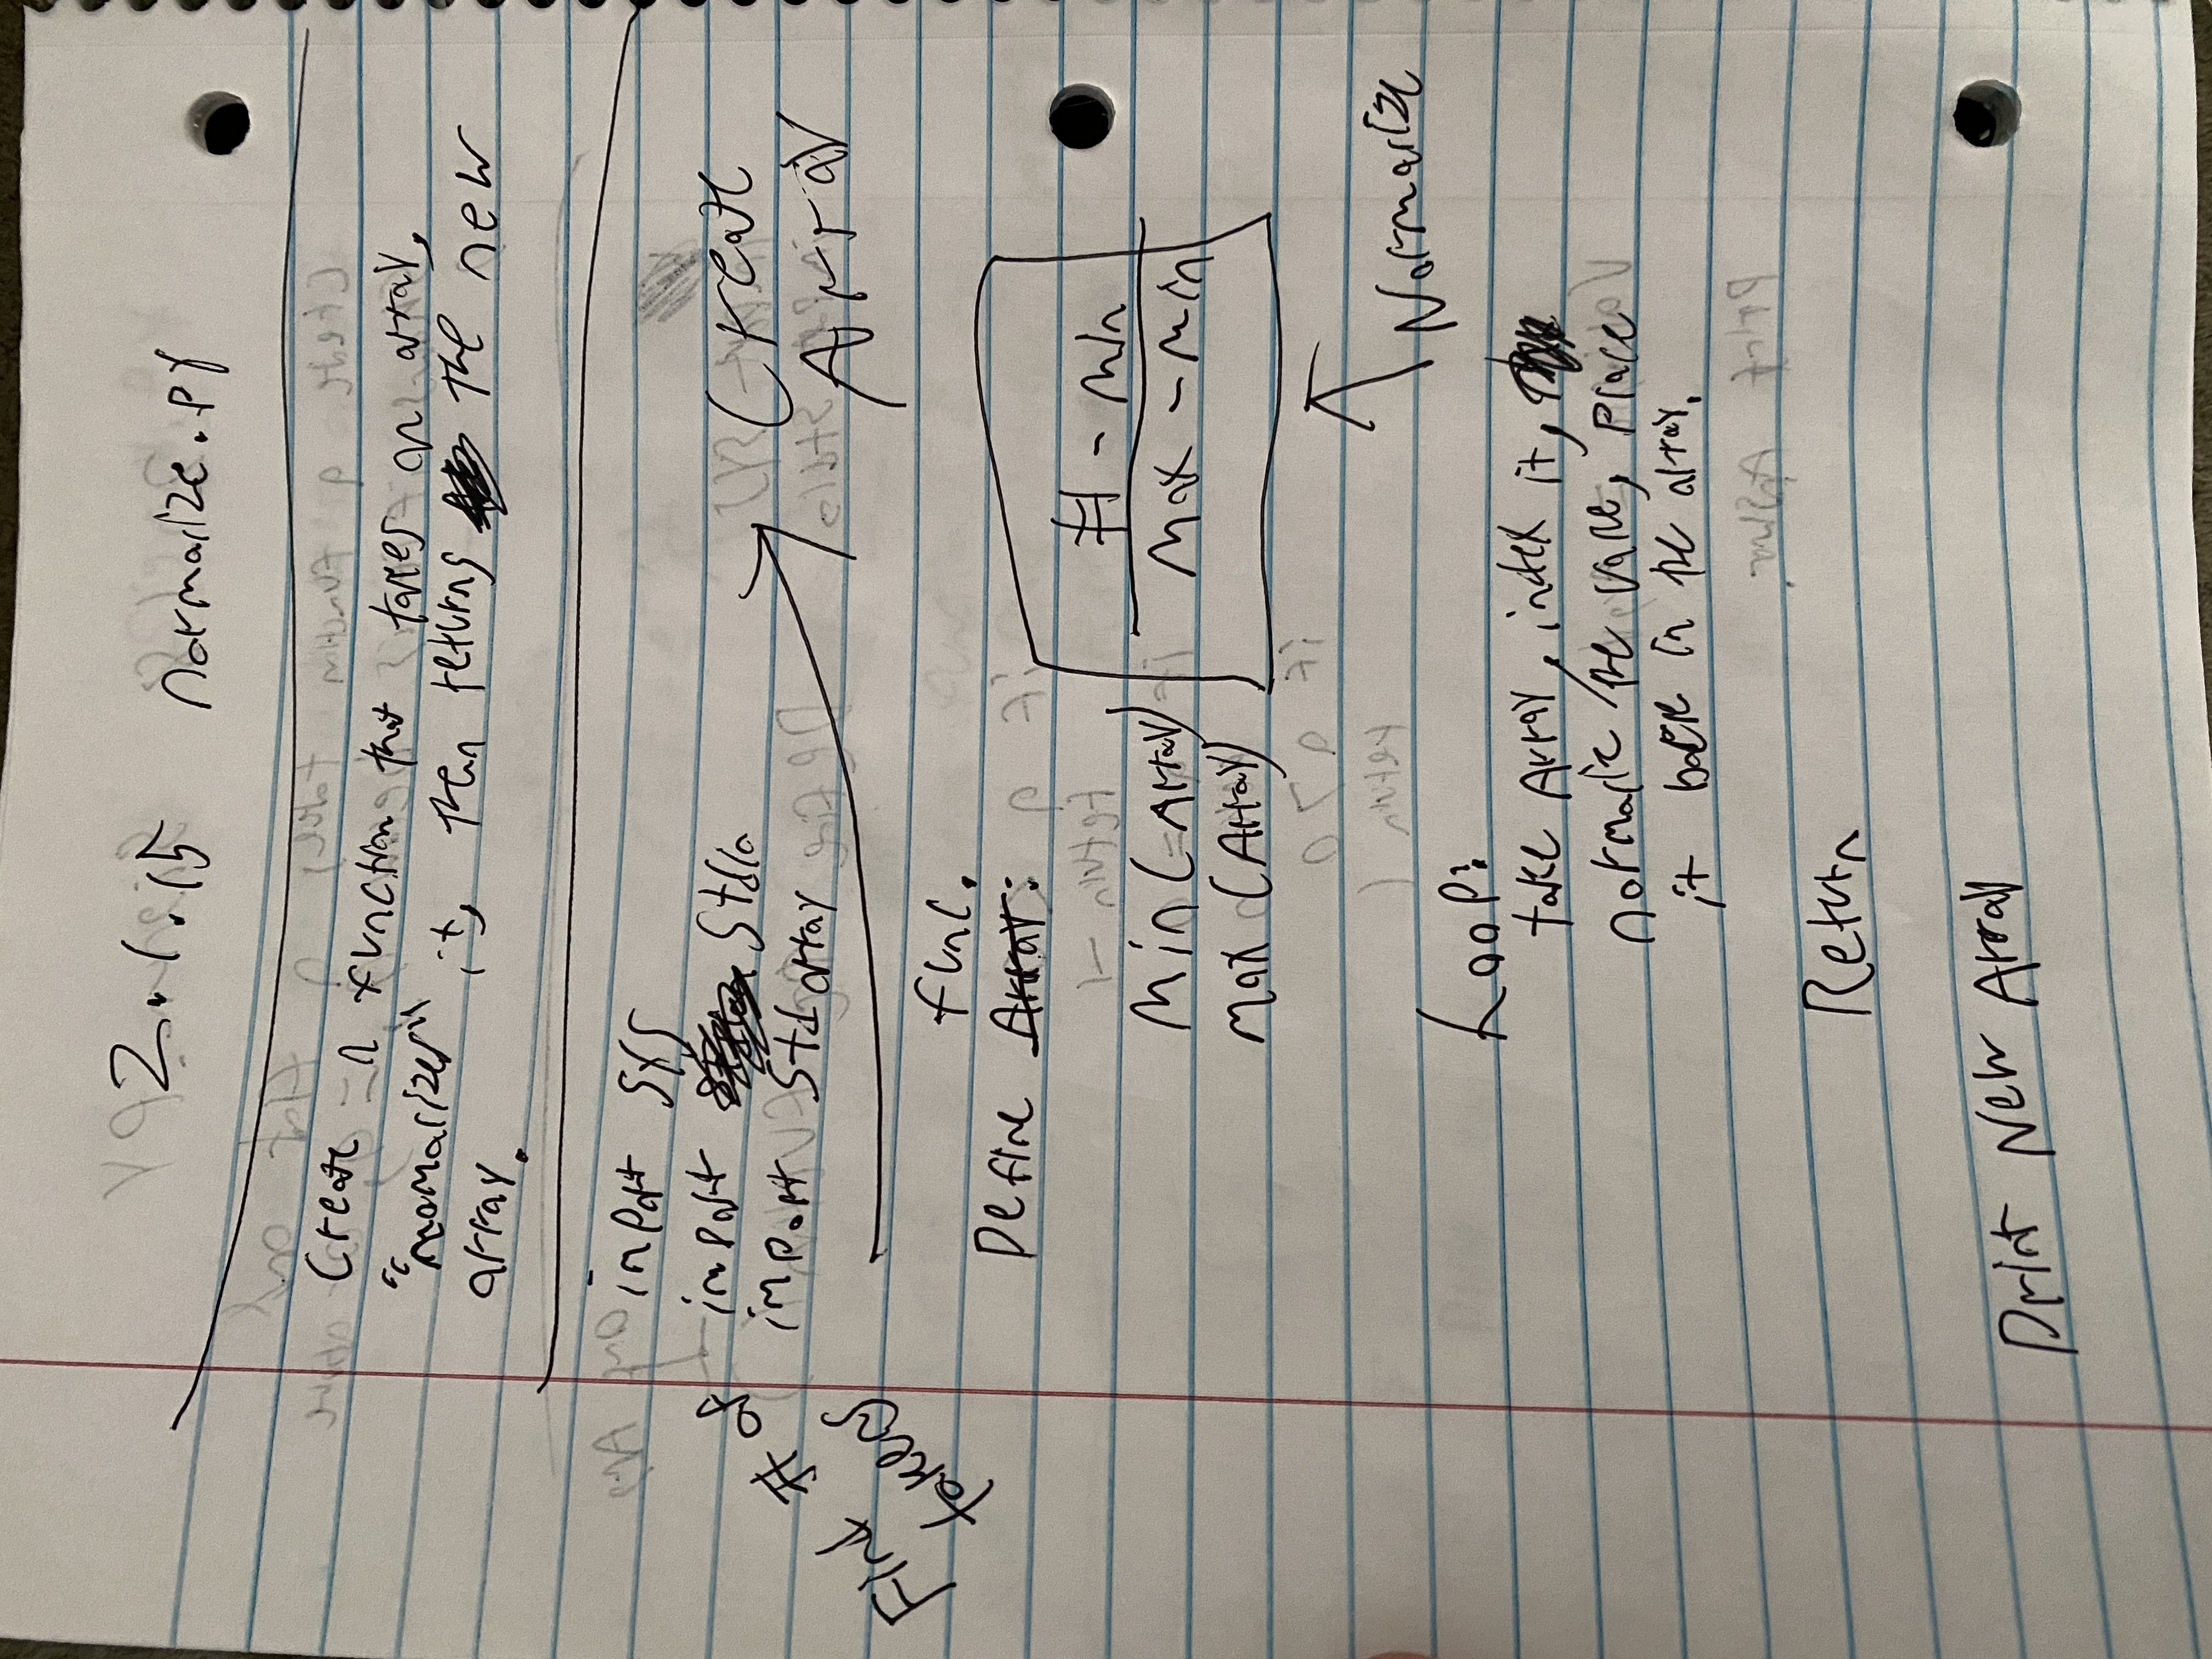 2.1.15 normalize.py
Create a function that takes an array,
"normalizes" it, then returns the new
array.
import sys
import stdio
import stdarray
Create
Array
Find # of
tokens
func.
Define Array:
# - min
max - min
Min (Array)
max (Array)
Normalize
Loop:
take Array, index it,
normalize the value, place
it back in the array.
Return
Print New Array